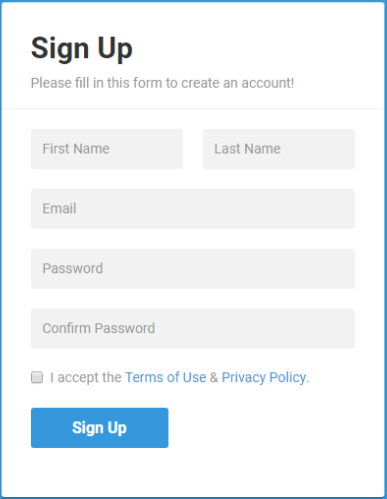 Sign Up
Please fill in this form to create an account!
First Name Last Name
Email
Password
Confirm Password
I accept the Terms of Use & Privacy Policy.
Sign Up